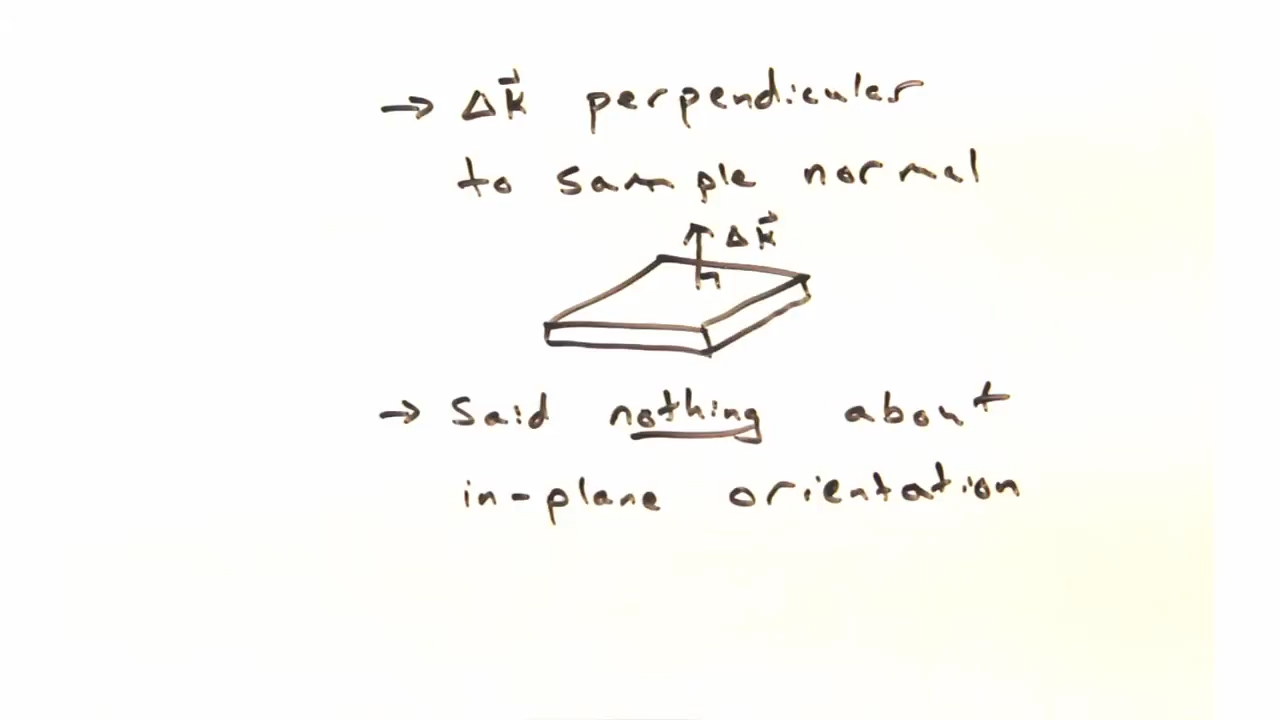 → Δk⃗ perpendicular
to sample normal
Δk⃗
→ Said nothing about
in-plane orientation